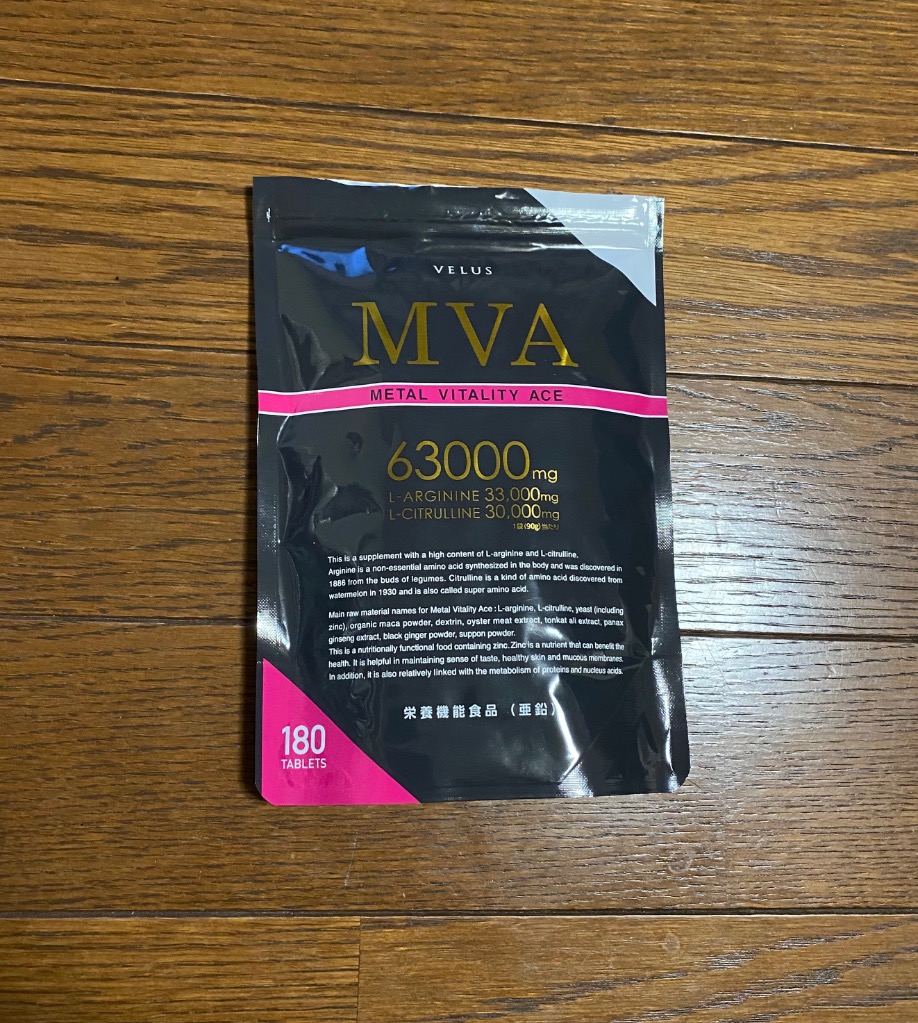 VELUS
MVA
METAL VITALITY ACE
63000mg
L-ARGININE 33,000mg
L-CITRULLINE 30,000mg
1袋(90g)当たり
This is a supplement with a high content of L-arginine and L-citrulline.
Arginine is a non-essential amino acid synthesized in the body and was discovered in
1886 from the buds of legumes. Citrulline is a kind of amino acid discovered from
watermelon in 1930 and is also called super amino acid.
Main raw material names for Metal Vitality Ace : L-arginine, L-citrulline, yeast (including
zinc), organic maca powder, dextrin, oyster meat extract, tonkat ali extract, panax
ginseng extract, black ginger powder, suppon powder.
This is a nutritionally functional food containing zinc. Zinc is a nutrient that can benefit the
health. It is helpful in maintaining sense of taste, healthy skin and mucous membranes.
In addition, it is also relatively linked with the metabolism of proteins and nucleus acids.
栄養機能食品（亜鉛）
180
TABLETS